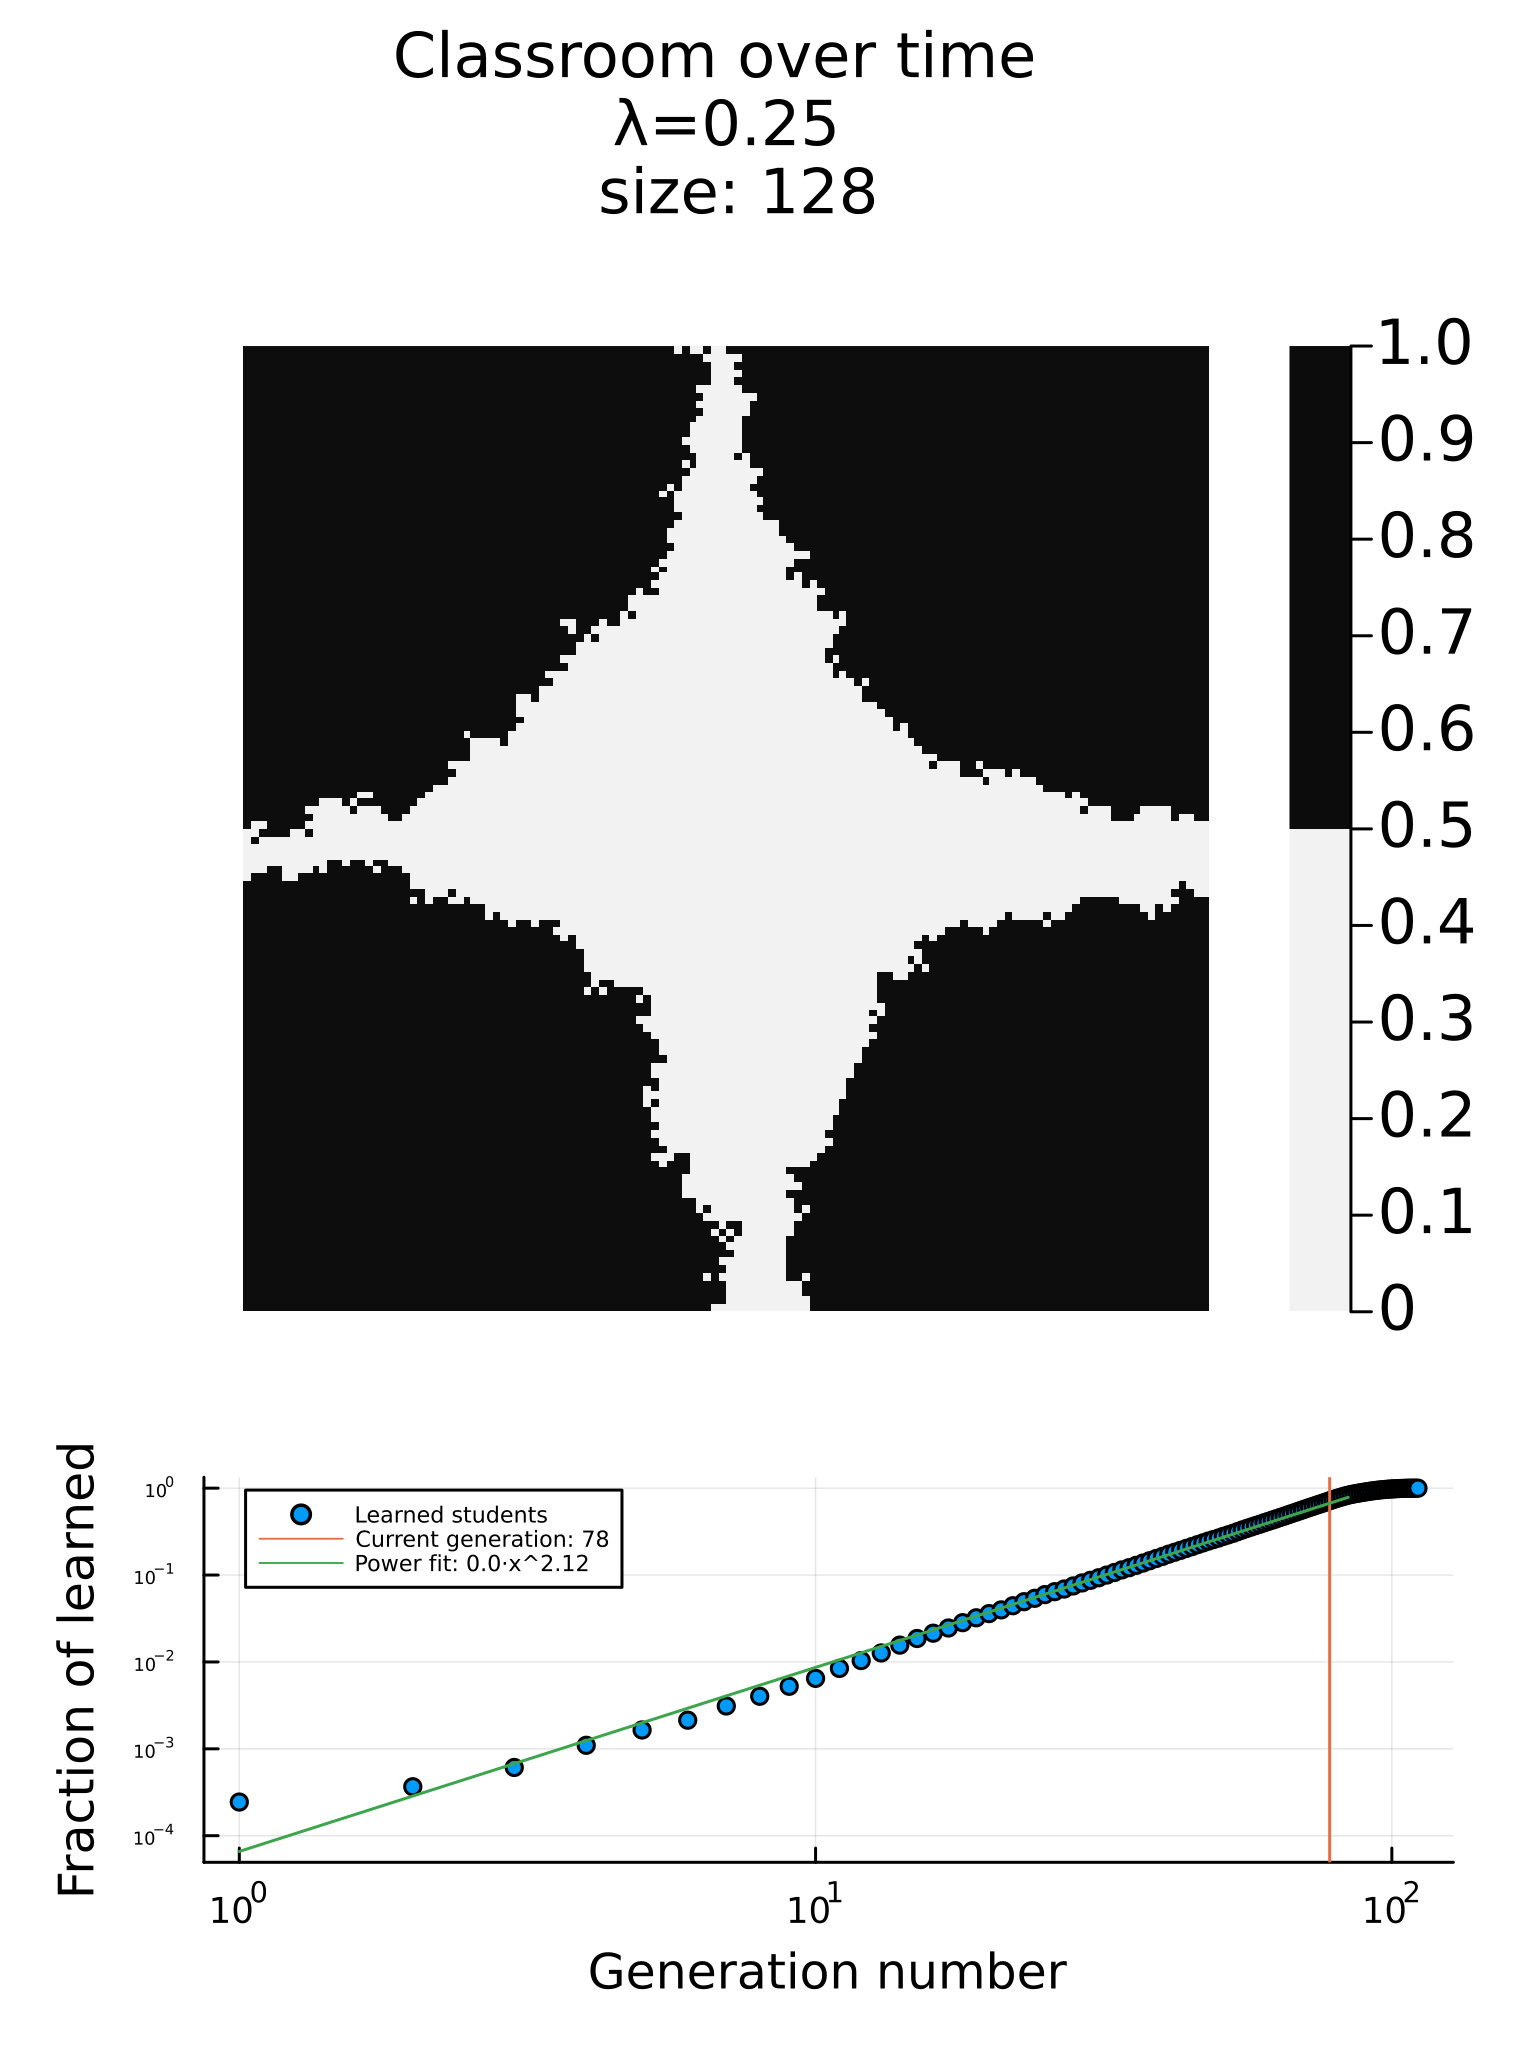 Classroom over time
λ=0.25
size: 128
1.0
0.9
0.8
0.7
0.6
0.5
0.4
0.3
0.2
0.1
0
Fraction of learned
10^0
10^−1
10^−2
10^−3
10^−4
Learned students
Current generation: 78
Power fit: 0.0·x^2.12
10^0 10^1 10^2
Generation number